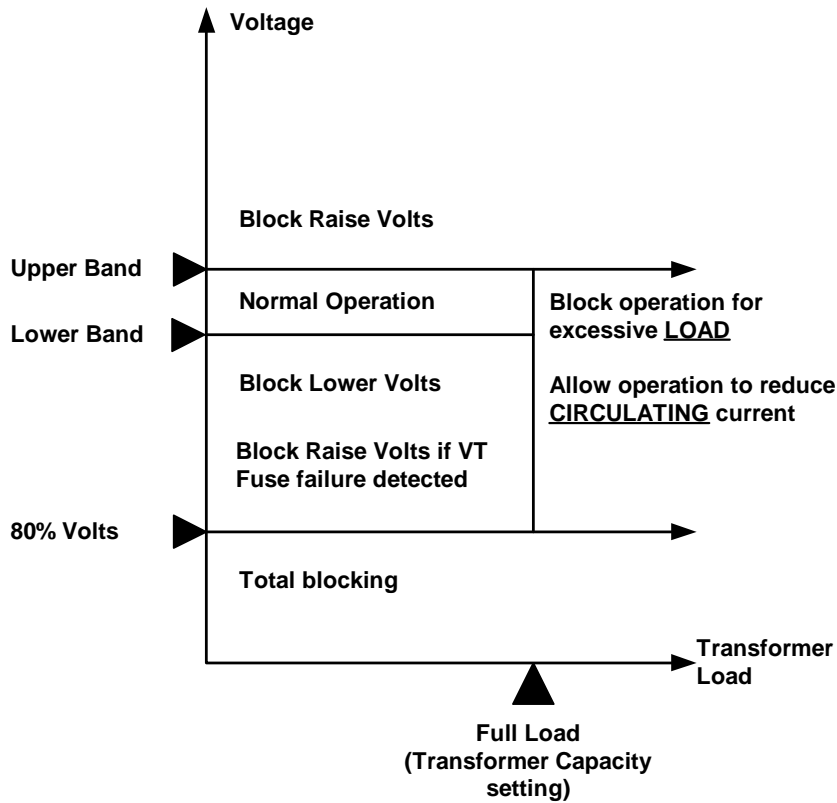 Voltage
Block Raise Volts
Upper Band
Normal Operation
Block operation for
excessive LOAD
Lower Band
Block Lower Volts
Allow operation to reduce
CIRCULATING current
Block Raise Volts if VT
Fuse failure detected
80% Volts
Total blocking
Transformer
Load
Full Load
(Transformer Capacity
setting)